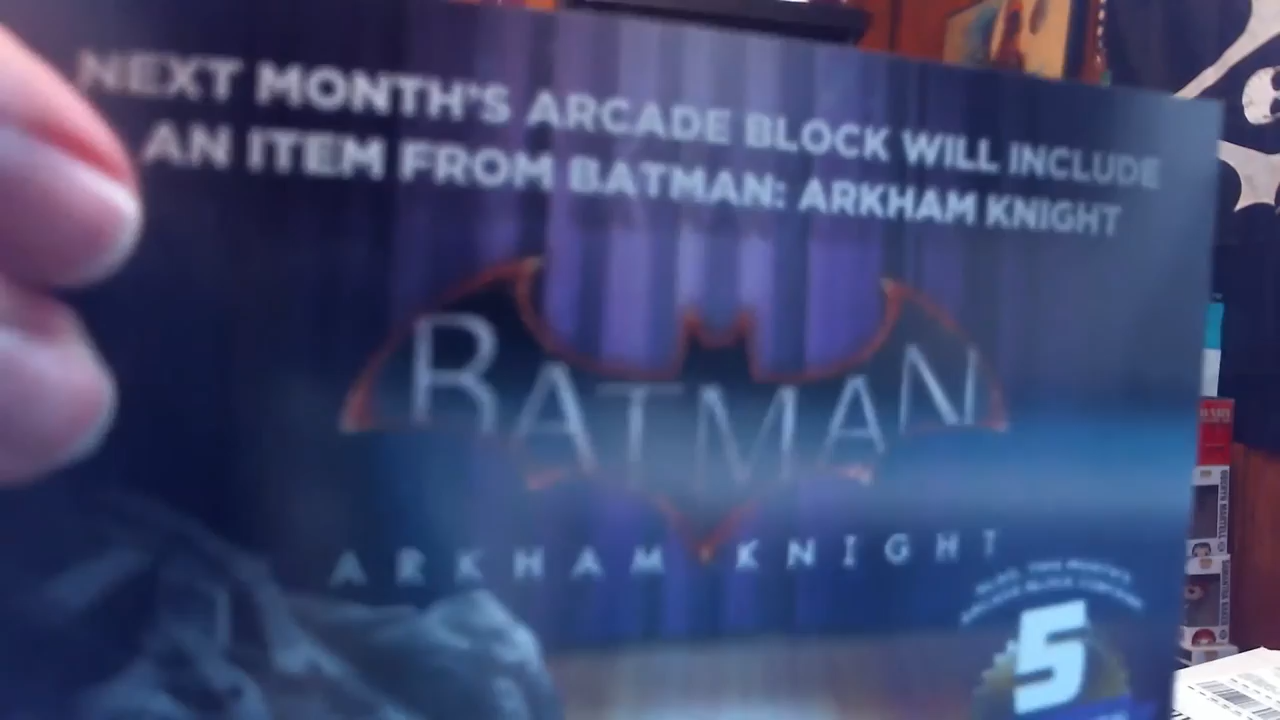 NEXT MONTH'S ARCADE BLOCK WILL INCLUDE
AN ITEM FROM BATMAN: ARKHAM KNIGHT
BATMAN
ARKHAM KNIGHT
5